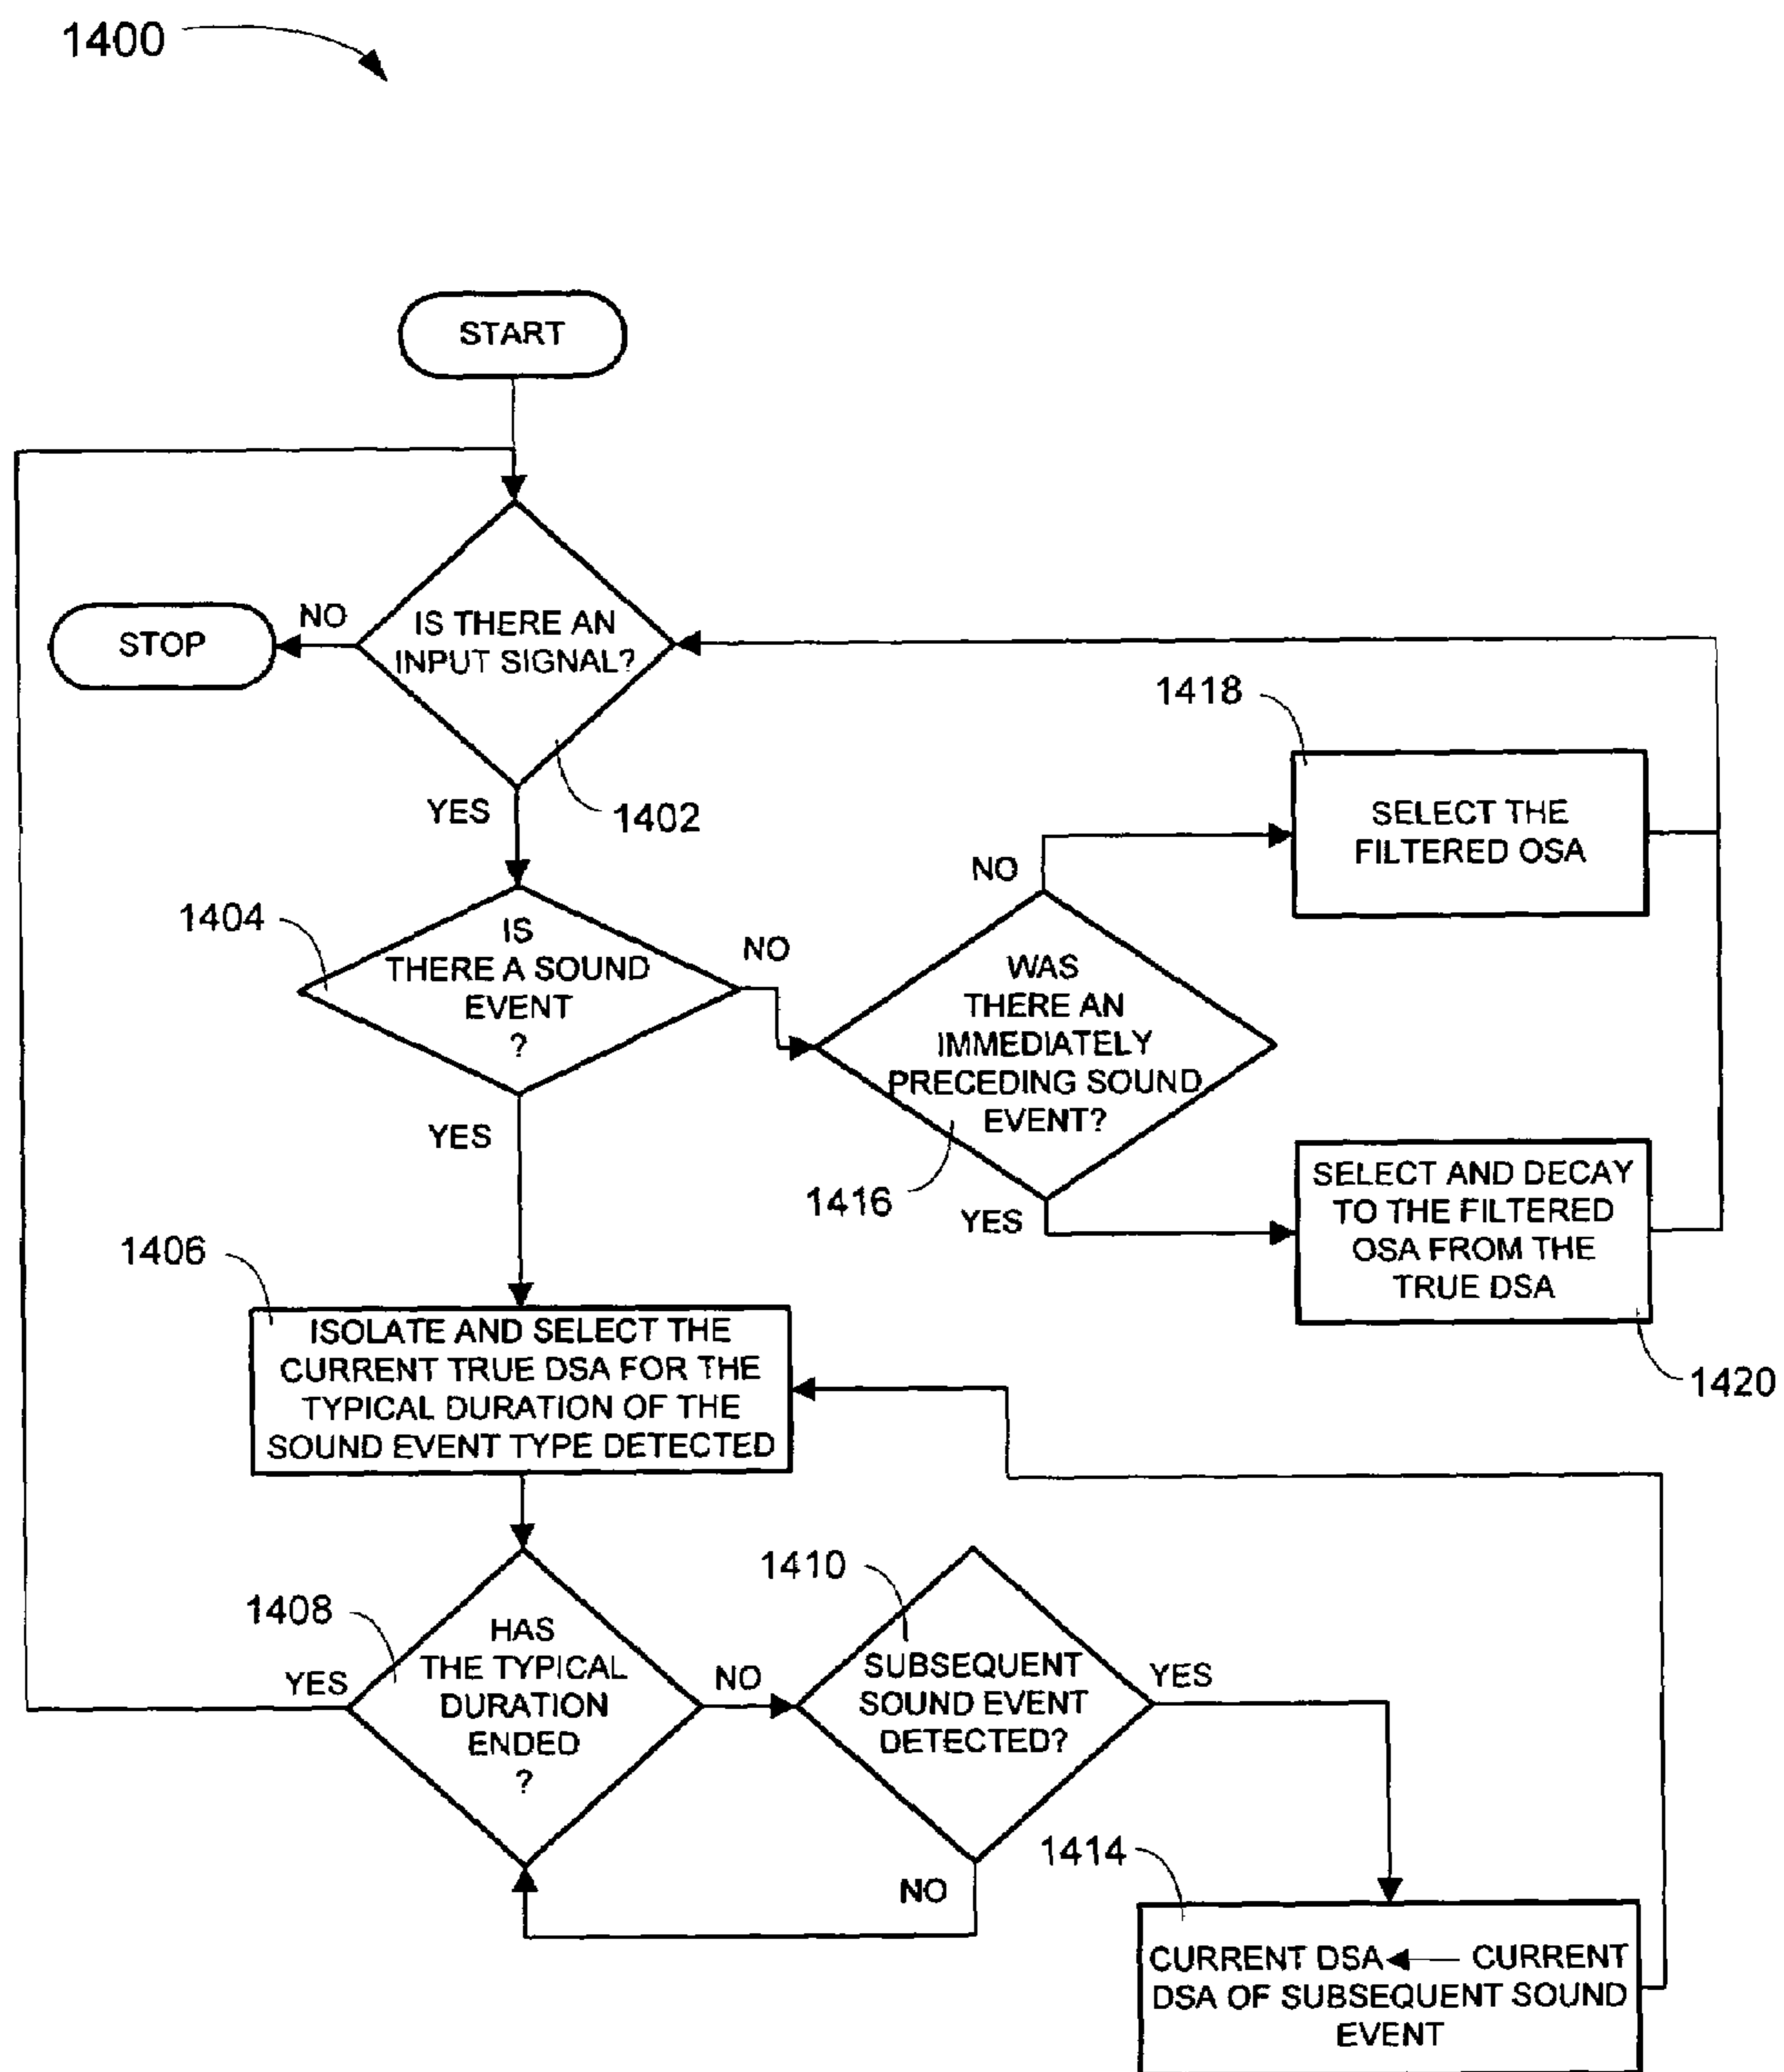 1400
START
NO
STOP
IS THERE AN
INPUT SIGNAL?
1418
YES
1402
SELECT THE
FILTERED OSA
NO
1404
IS
THERE A SOUND
EVENT
?
NO
WAS
THERE AN
IMMEDIATELY
PRECEDING SOUND
EVENT?
YES
1416
YES
SELECT AND DECAY
TO THE FILTERED
OSA FROM THE
TRUE DSA
1420
1406
ISOLATE AND SELECT THE
CURRENT TRUE DSA FOR THE
TYPICAL DURATION OF THE
SOUND EVENT TYPE DETECTED
1408
YES
HAS
THE TYPICAL
DURATION
ENDED
?
NO
1410
SUBSEQUENT
SOUND EVENT
DETECTED?
YES
NO
1414
CURRENT DSA ← CURRENT
DSA OF SUBSEQUENT SOUND
EVENT